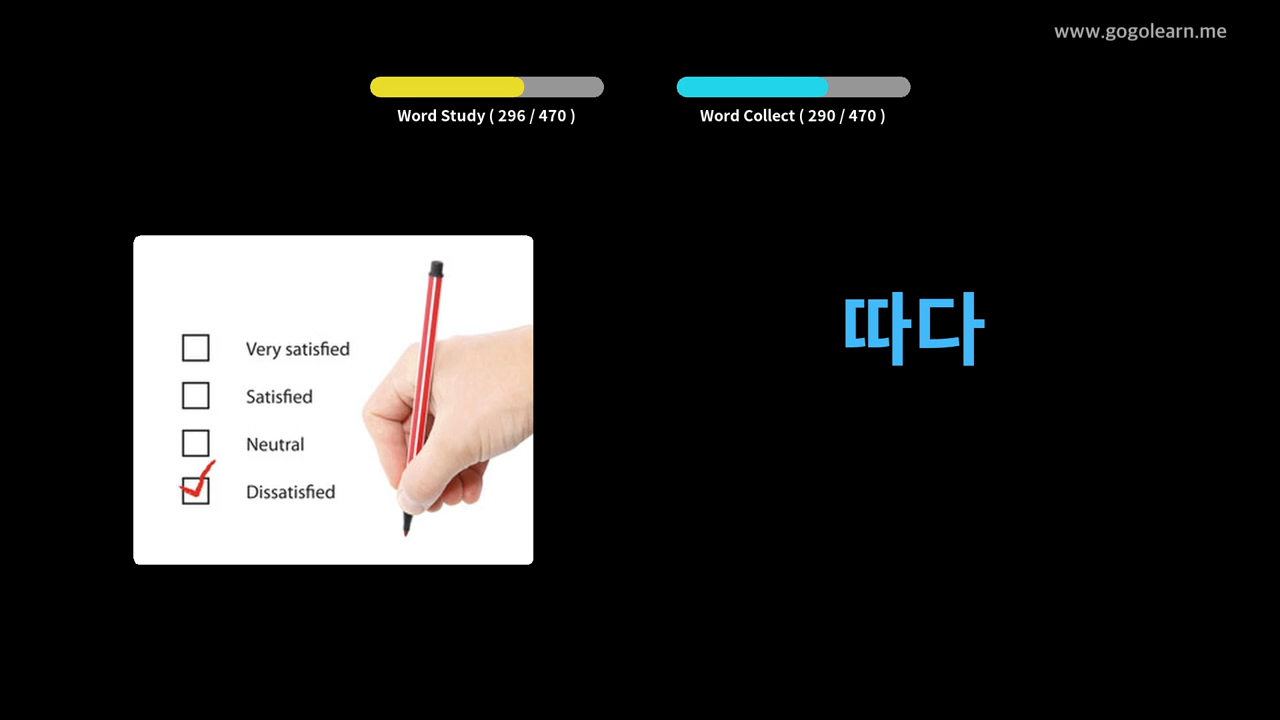 www.gogolearn.me
Word Study ( 296 / 470 )
Word Collect ( 290 / 470 )
Very satisfied
Satisfied
Neutral
Dissatisfied
따다